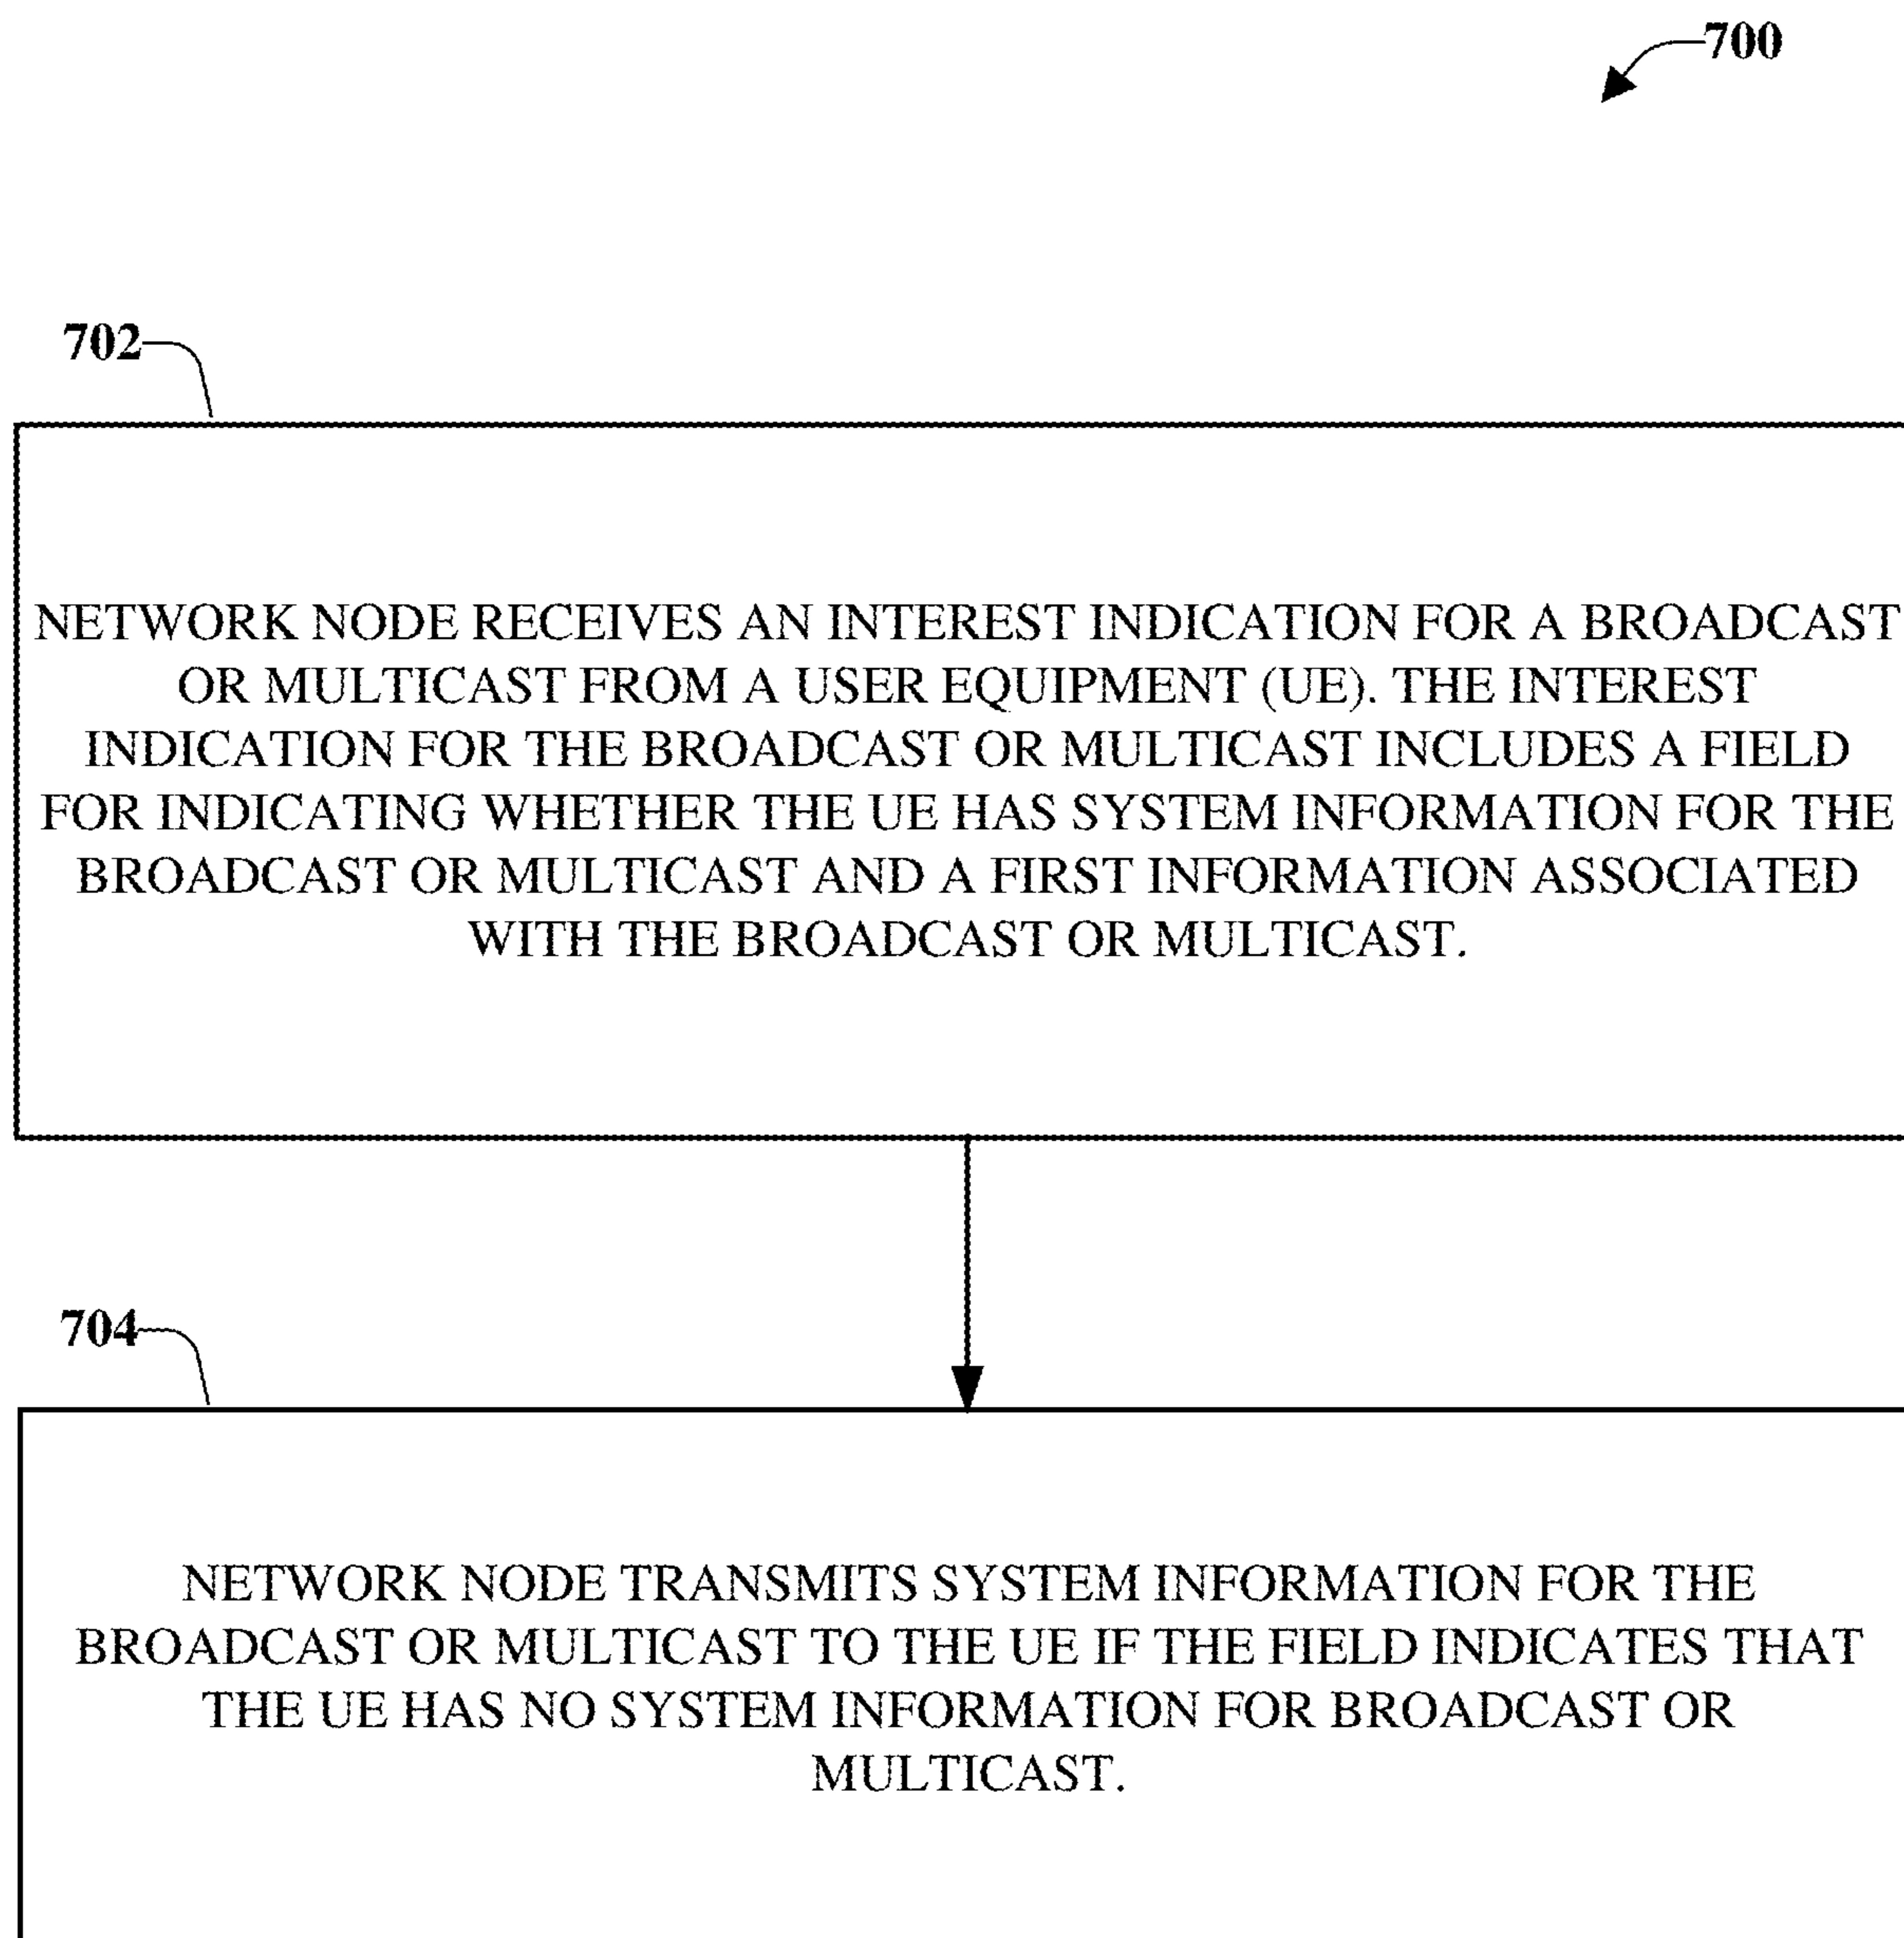 700
702
NETWORK NODE RECEIVES AN INTEREST INDICATION FOR A BROADCAST
OR MULTICAST FROM A USER EQUIPMENT (UE). THE INTEREST
INDICATION FOR THE BROADCAST OR MULTICAST INCLUDES A FIELD
FOR INDICATING WHETHER THE UE HAS SYSTEM INFORMATION FOR THE
BROADCAST OR MULTICAST AND A FIRST INFORMATION ASSOCIATED
WITH THE BROADCAST OR MULTICAST.
704
NETWORK NODE TRANSMITS SYSTEM INFORMATION FOR THE
BROADCAST OR MULTICAST TO THE UE IF THE FIELD INDICATES THAT
THE UE HAS NO SYSTEM INFORMATION FOR BROADCAST OR
MULTICAST.